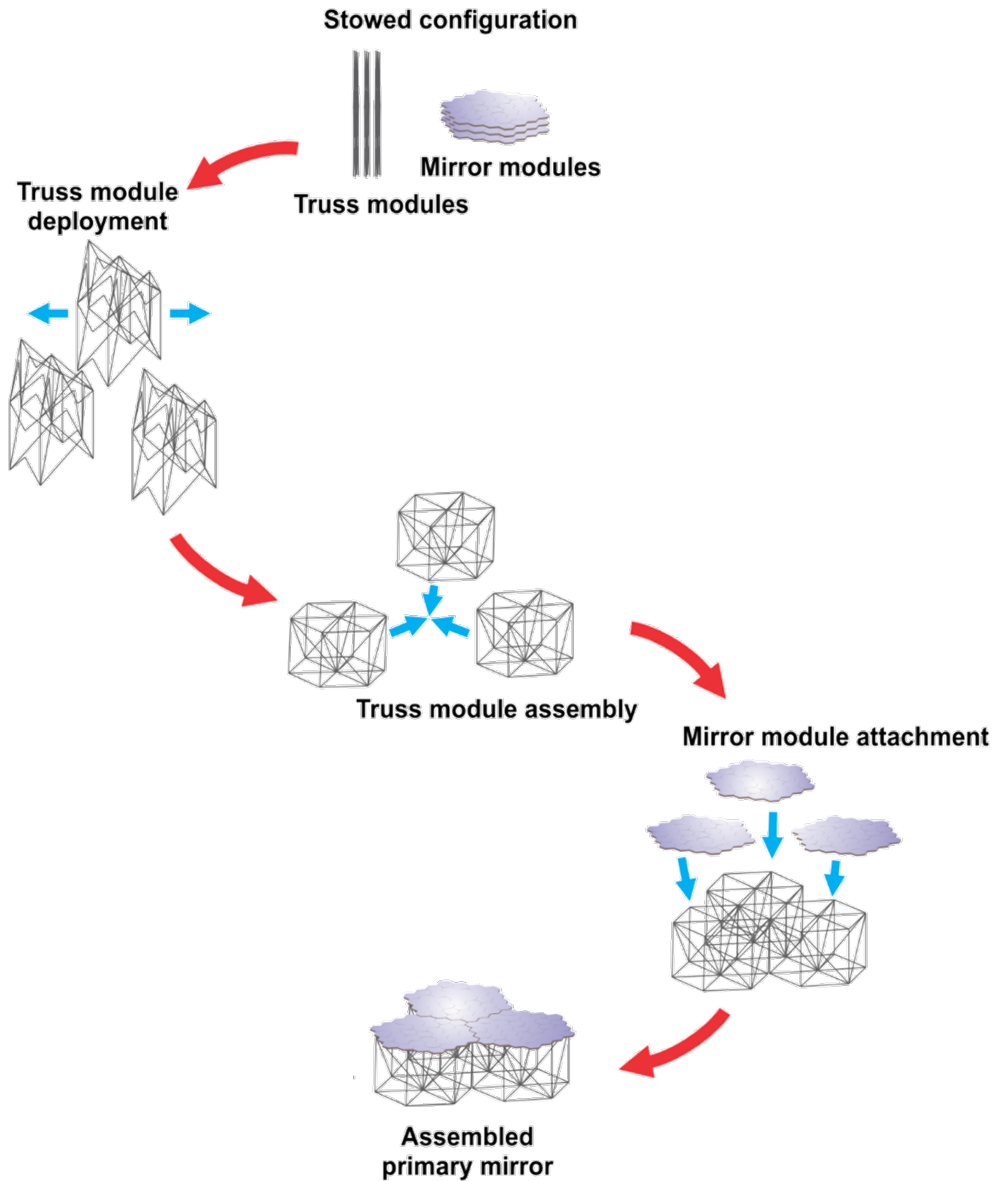 Stowed configuration
Mirror modules
Truss modules
Truss module
deployment
Truss module assembly
Mirror module attachment
Assembled
primary mirror